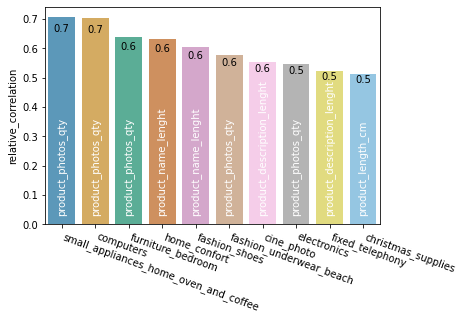 relative_correlation
0.7
0.6
0.5
0.4
0.3
0.2
0.1
0.0
0.7
0.7
0.6
0.6
0.6
0.6
0.6
0.5
0.5
0.5
product_photos_qty
product_photos_qty
product_photos_qty
product_name_lenght
product_name_lenght
product_photos_qty
product_description_lenght
product_photos_qty
product_description_lenght
product_length_cm
small_appliances_home_oven_and_coffee
computers
furniture_bedroom
home_confort
fashion_shoes
fashion_underwear_beach
cine_photo
electronics
fixed_telephony
christmas_supplies